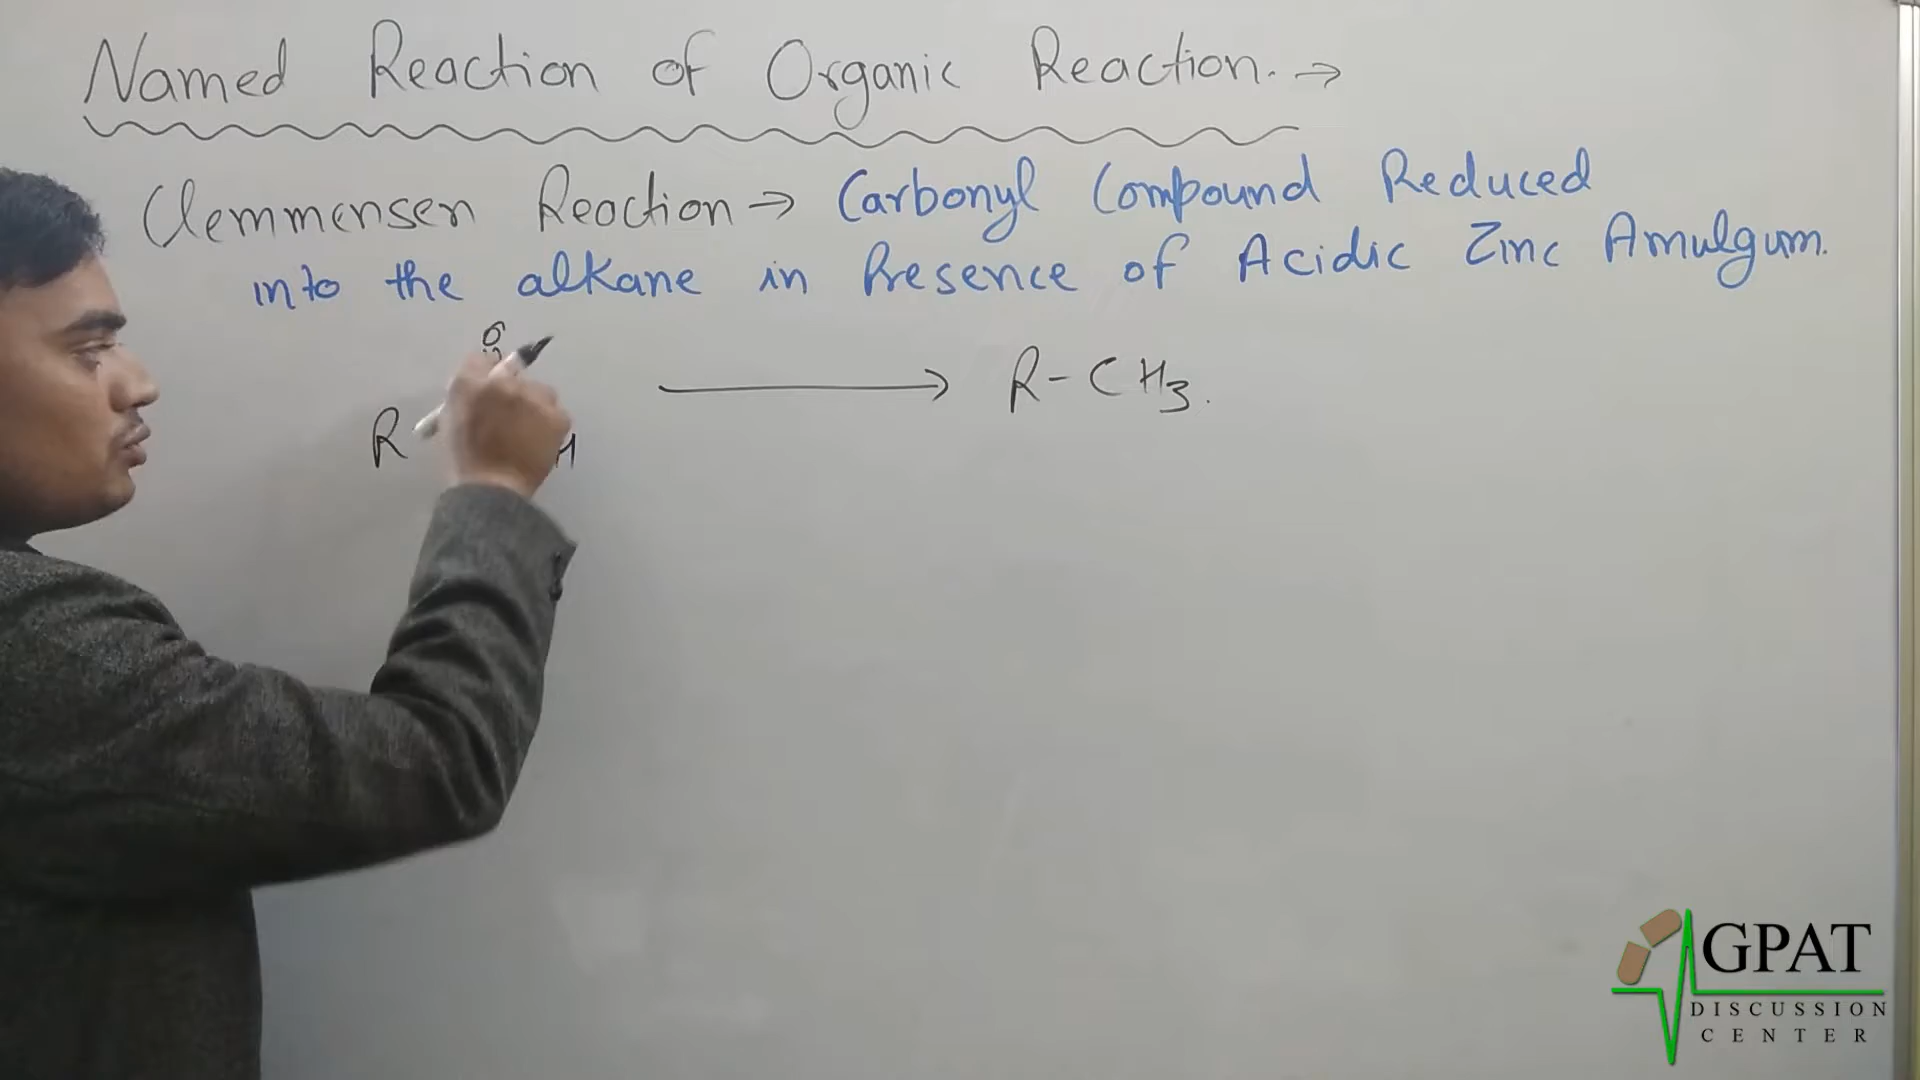 Named Reaction of Organic Reaction. →
Clemmensen Reaction → Carbonyl Compound Reduced
into the alkane in Presence of Acidic Zinc Amulgum.
O
R H → R-CH3.
GPAT
DISCUSSION
CENTER